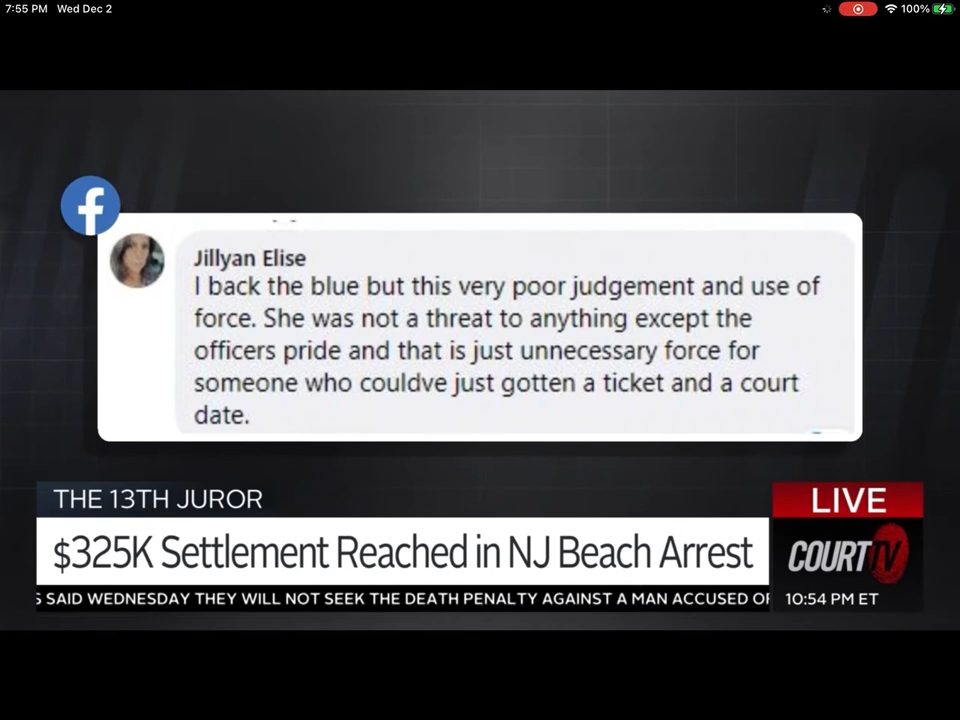 7:55 PM Wed Dec 2
100%
f
Jillyan Elise
I back the blue but this very poor judgement and use of
force. She was not a threat to anything except the
officers pride and that is just unnecessary force for
someone who couldve just gotten a ticket and a court
date.
THE 13TH JUROR
LIVE
$325K Settlement Reached in NJ Beach Arrest
COURT TV
S SAID WEDNESDAY THEY WILL NOT SEEK THE DEATH PENALTY AGAINST A MAN ACCUSED OF
10:54 PM ET